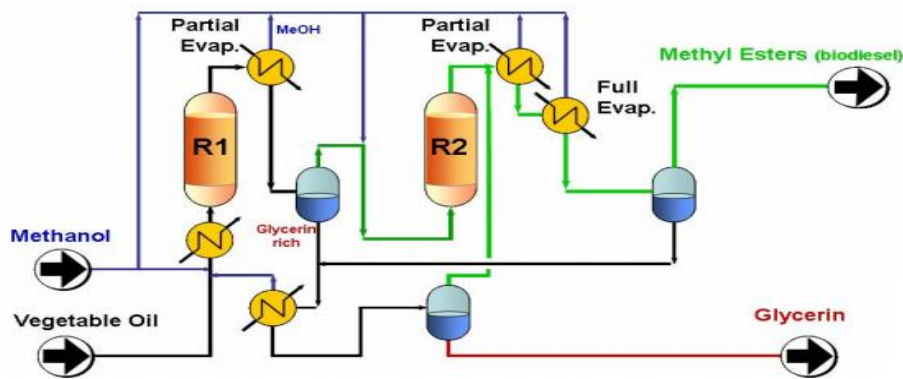 Partial
Evap.
MeOH
Partial
Evap.
Methyl Esters (biodiesel)
Full
Evap.
R1
R2
Methanol
Glycerin
rich
Vegetable Oil
Glycerin